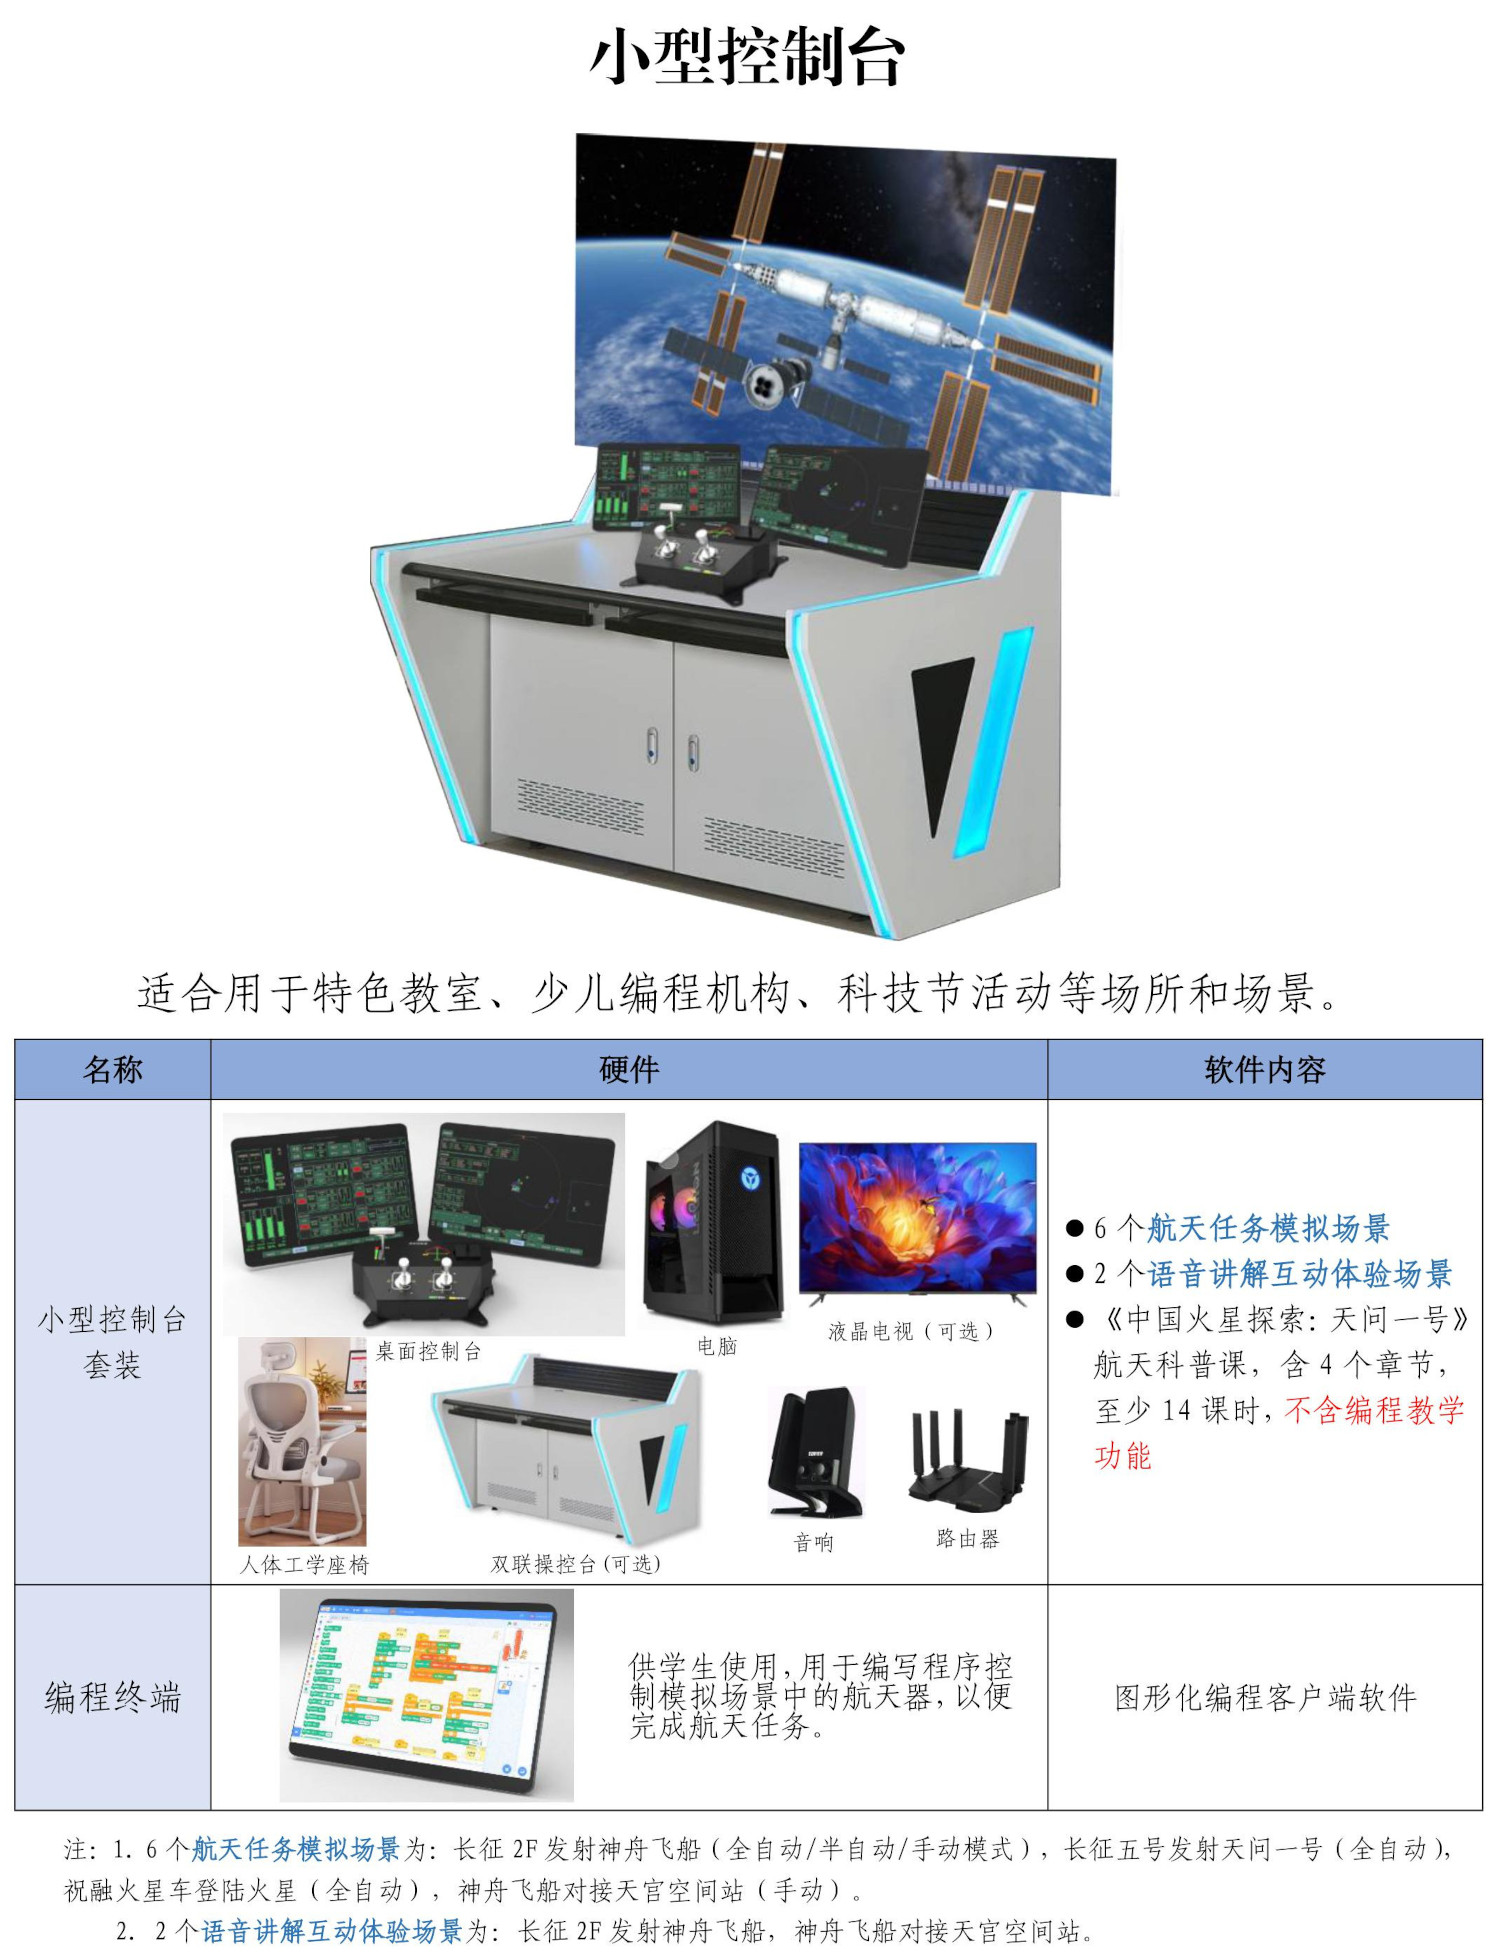 小型控制台
适合用于特色教室、少儿编程机构、科技节活动等场所和场景。
名称
硬件
软件内容
小型控制台
套装
桌面控制台
电脑
液晶电视（可选）
人体工学座椅
双联操控台(可选)
音响
路由器
● 6 个航天任务模拟场景
● 2 个语音讲解互动体验场景
● 《中国火星探索：天问一号》
航天科普课，含 4 个章节，
至少 14 课时，不含编程教学
功能
编程终端
供学生使用，用于编写程序控
制模拟场景中的航天器，以便
完成航天任务。
图形化编程客户端软件
注：1. 6 个航天任务模拟场景为：长征 2F 发射神舟飞船（全自动/半自动/手动模式），长征五号发射天问一号（全自动），
祝融火星车登陆火星（全自动），神舟飞船对接天宫空间站（手动）。
2. 2 个语音讲解互动体验场景为：长征 2F 发射神舟飞船，神舟飞船对接天宫空间站。